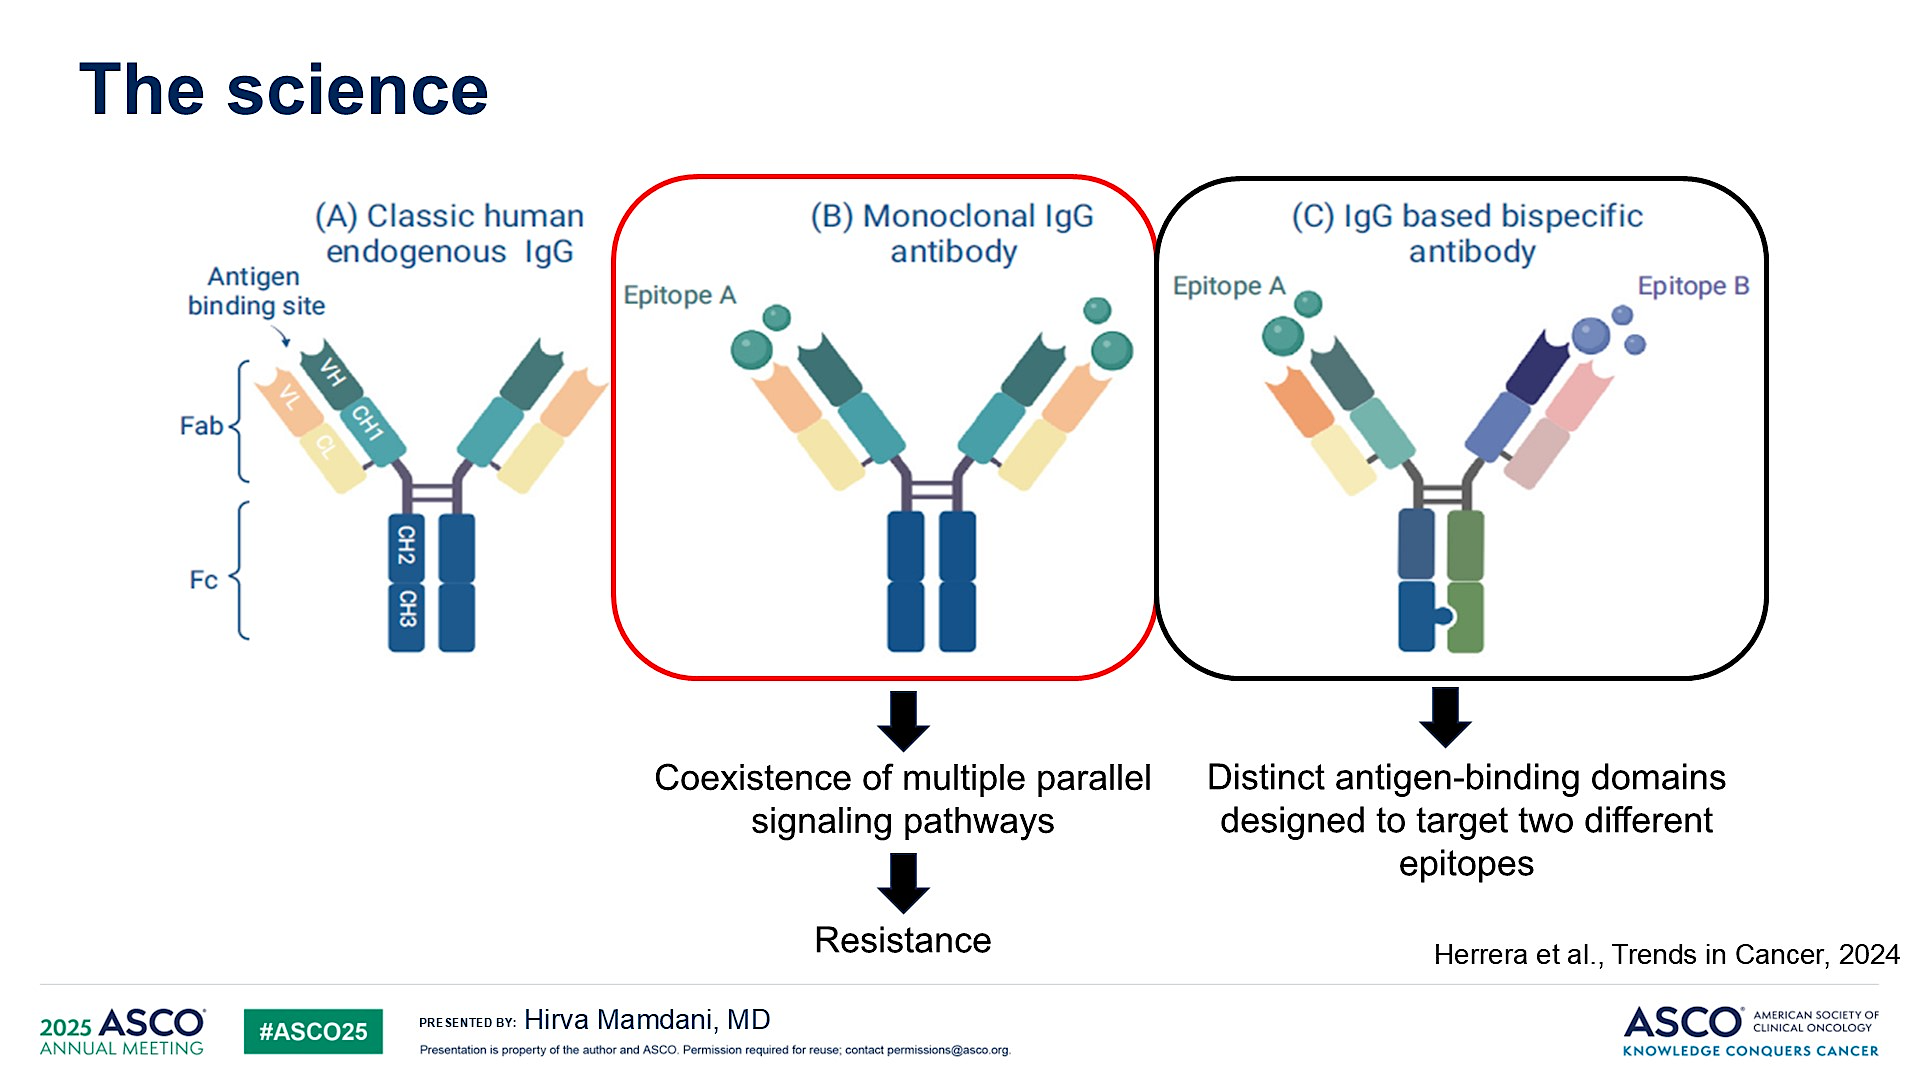 The science
(A) Classic human
endogenous IgG
Antigen
binding site
VH
VL
CH1
CL
Fab
Fc
CH2
CH3
(B) Monoclonal IgG
antibody
Epitope A
(C) IgG based bispecific
antibody
Epitope A
Epitope B
Coexistence of multiple parallel
signaling pathways
Resistance
Distinct antigen-binding domains
designed to target two different
epitopes
Herrera et al., Trends in Cancer, 2024
2025 ASCO
ANNUAL MEETING
#ASCO25
PRESENTED BY: Hirva Mamdani, MD
Presentation is property of the author and ASCO. Permission required for reuse; contact permissions@asco.org.
ASCO AMERICAN SOCIETY OF
CLINICAL ONCOLOGY
KNOWLEDGE CONQUERS CANCER